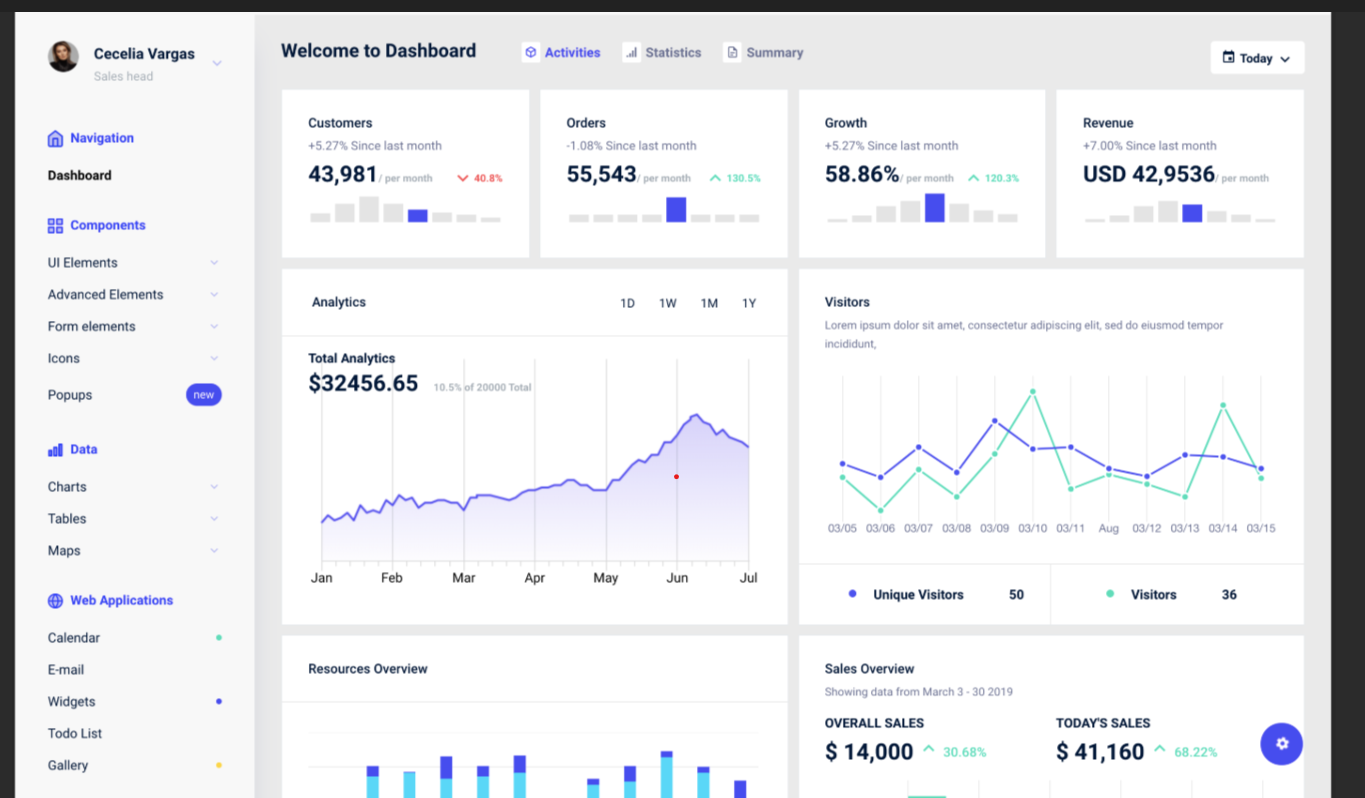 Cecelia Vargas
Sales head
Navigation
Dashboard
Components
UI Elements
Advanced Elements
Form elements
Icons
Popups new
Data
Charts
Tables
Maps
Web Applications
Calendar
E-mail
Widgets
Todo List
Gallery
Welcome to Dashboard Activities Statistics Summary Today
Customers
+5.27% Since last month
43,981 / per month 40.8%
Orders
-1.08% Since last month
55,543 / per month 130.5%
Growth
+5.27% Since last month
58.86% / per month 120.3%
Revenue
+7.00% Since last month
USD 42,9536 / per month
Analytics 1D 1W 1M 1Y
Total Analytics
$32456.65 10.5% of 20000 Total
Jan Feb Mar Apr May Jun Jul
Visitors
Lorem ipsum dolor sit amet, consectetur adipiscing elit, sed do eiusmod tempor
incididunt,
03/05 03/06 03/07 03/08 03/09 03/10 03/11 Aug 03/12 03/13 03/14 03/15
Unique Visitors 50 Visitors 36
Resources Overview
Sales Overview
Showing data from March 3 - 30 2019
OVERALL SALES TODAY'S SALES
$ 14,000 30.68% $ 41,160 68.22%